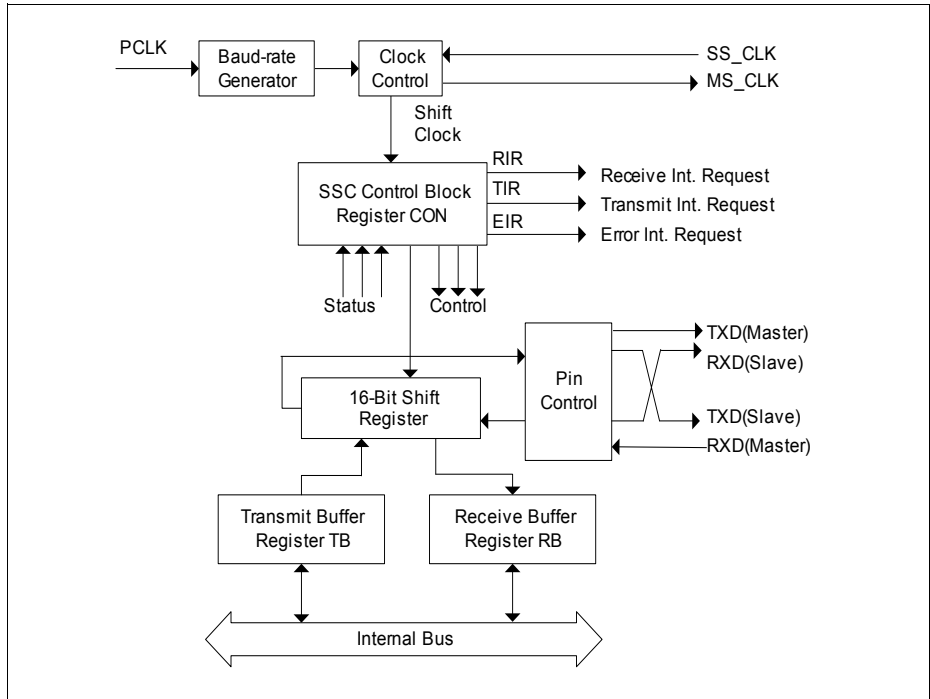 PCLK
Baud-rate
Generator
Clock
Control
SS_CLK
MS_CLK
Shift
Clock
SSC Control Block
Register CON
RIR
TIR
EIR
Receive Int. Request
Transmit Int. Request
Error Int. Request
Status
Control
16-Bit Shift
Register
Pin
Control
TXD(Master)
RXD(Slave)
TXD(Slave)
RXD(Master)
Transmit Buffer
Register TB
Receive Buffer
Register RB
Internal Bus